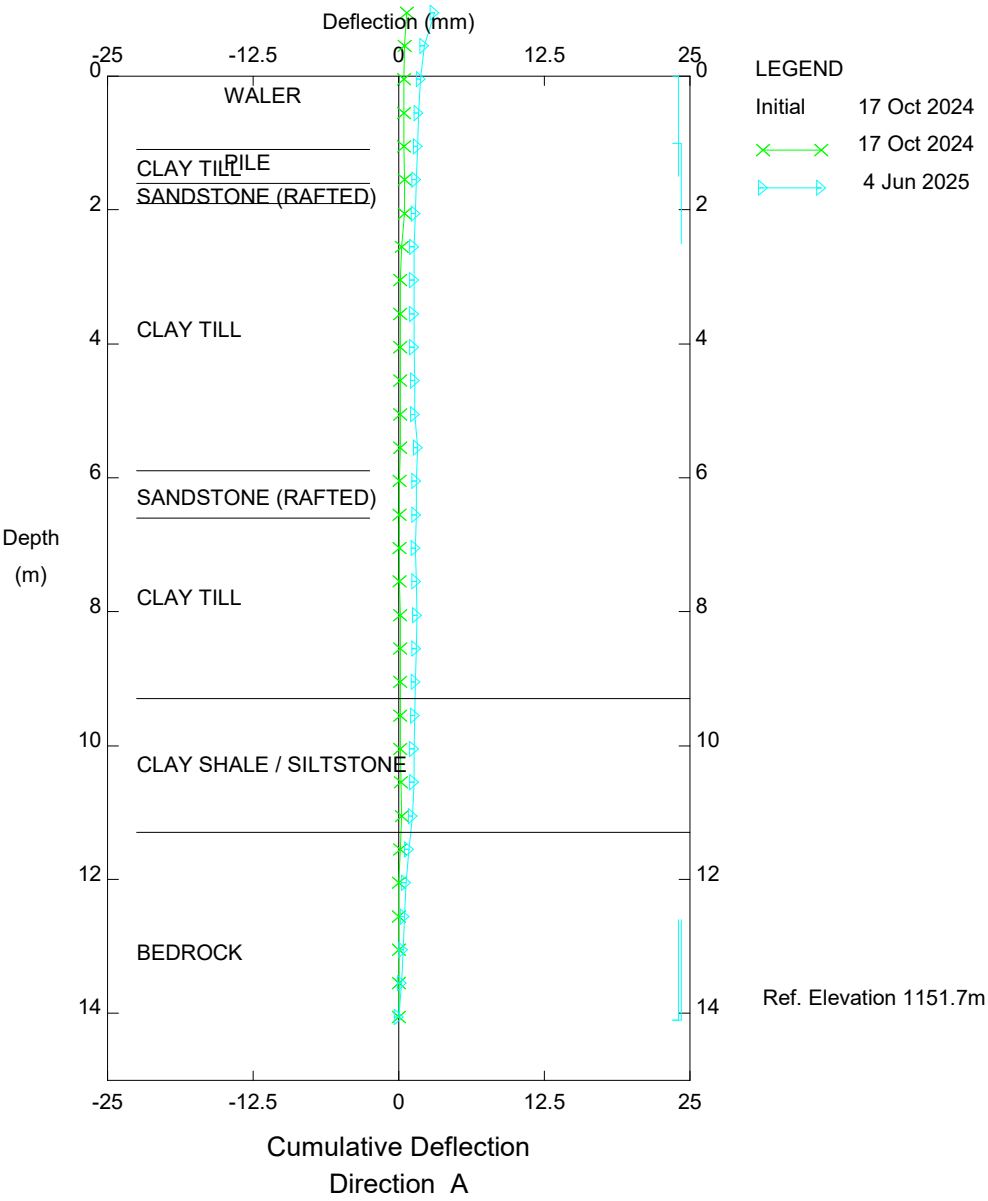 Deflection (mm)
-25 -12.5 0 12.5 25
0 0
LEGEND
WALER
Initial 17 Oct 2024
17 Oct 2024
PILE
CLAY TILL
4 Jun 2025
SANDSTONE (RAFTED)
2 2
CLAY TILL
4 4
6 6
SANDSTONE (RAFTED)
Depth
(m)
CLAY TILL
8 8
10 10
CLAY SHALE / SILTSTONE
12 12
BEDROCK
Ref. Elevation 1151.7m
14 14
-25 -12.5 0 12.5 25
Cumulative Deflection
Direction A